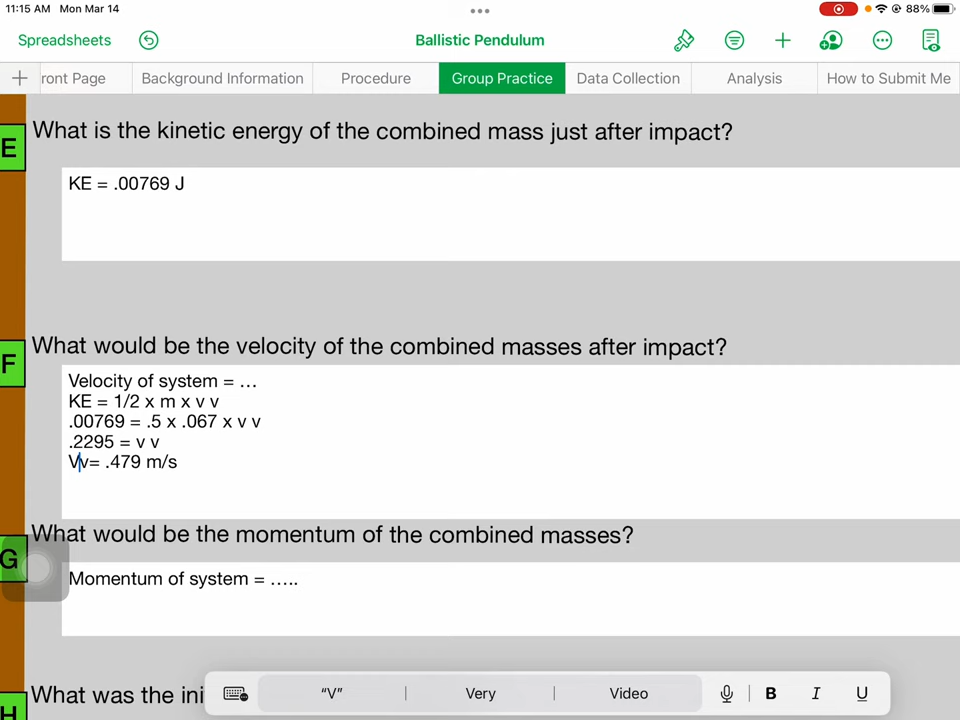 11:15 AM Mon Mar 14
88%
Spreadsheets
Ballistic Pendulum
ront Page
Background Information
Procedure
Group Practice
Data Collection
Analysis
How to Submit Me
E
What is the kinetic energy of the combined mass just after impact?
KE = .00769 J
F
What would be the velocity of the combined masses after impact?
Velocity of system = …
KE = 1/2 x m x v v
.00769 = .5 x .067 x v v
.2295 = v v
Vv= .479 m/s
G
What would be the momentum of the combined masses?
Momentum of system = …..
H
What was the ini
“V”
Very
Video
B
I
U